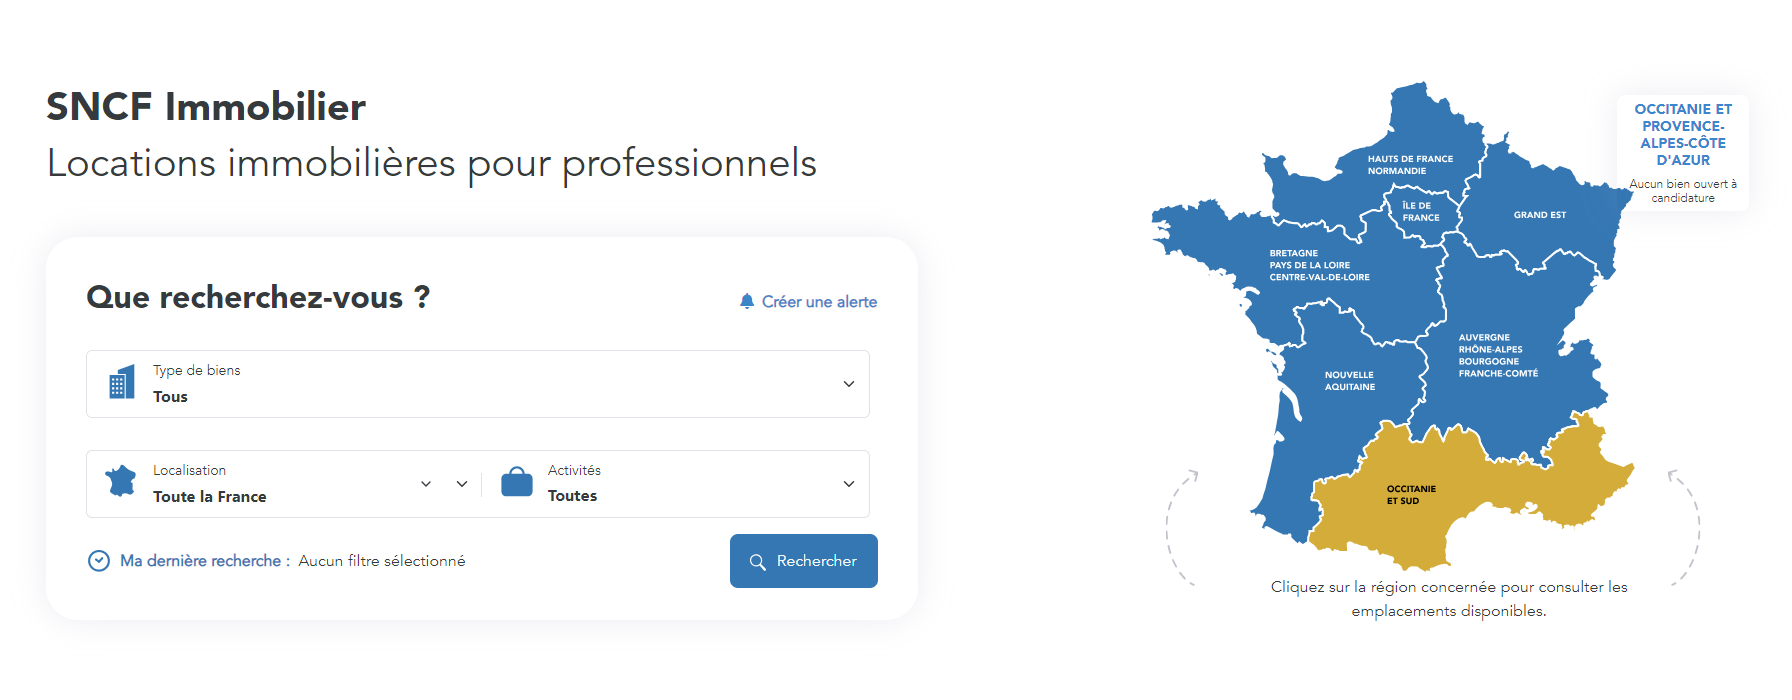 SNCF Immobilier
Locations immobilières pour professionnels
Que recherchez-vous ?
Créer une alerte
Type de biens
Tous
Localisation
Toute la France
Activités
Toutes
Ma dernière recherche : Aucun filtre sélectionné
Rechercher
OCCITANIE ET
PROVENCE-
ALPES-CÔTE
D'AZUR
Aucun bien ouvert à
candidature
HAUTS DE FRANCE
NORMANDIE
ÎLE DE
FRANCE
GRAND EST
BRETAGNE
PAYS DE LA LOIRE
CENTRE-VAL-DE-LOIRE
AUVERGNE
RHÔNE-ALPES
BOURGOGNE
FRANCHE-COMTÉ
NOUVELLE
AQUITAINE
OCCITANIE
ET SUD
Cliquez sur la région concernée pour consulter les
emplacements disponibles.